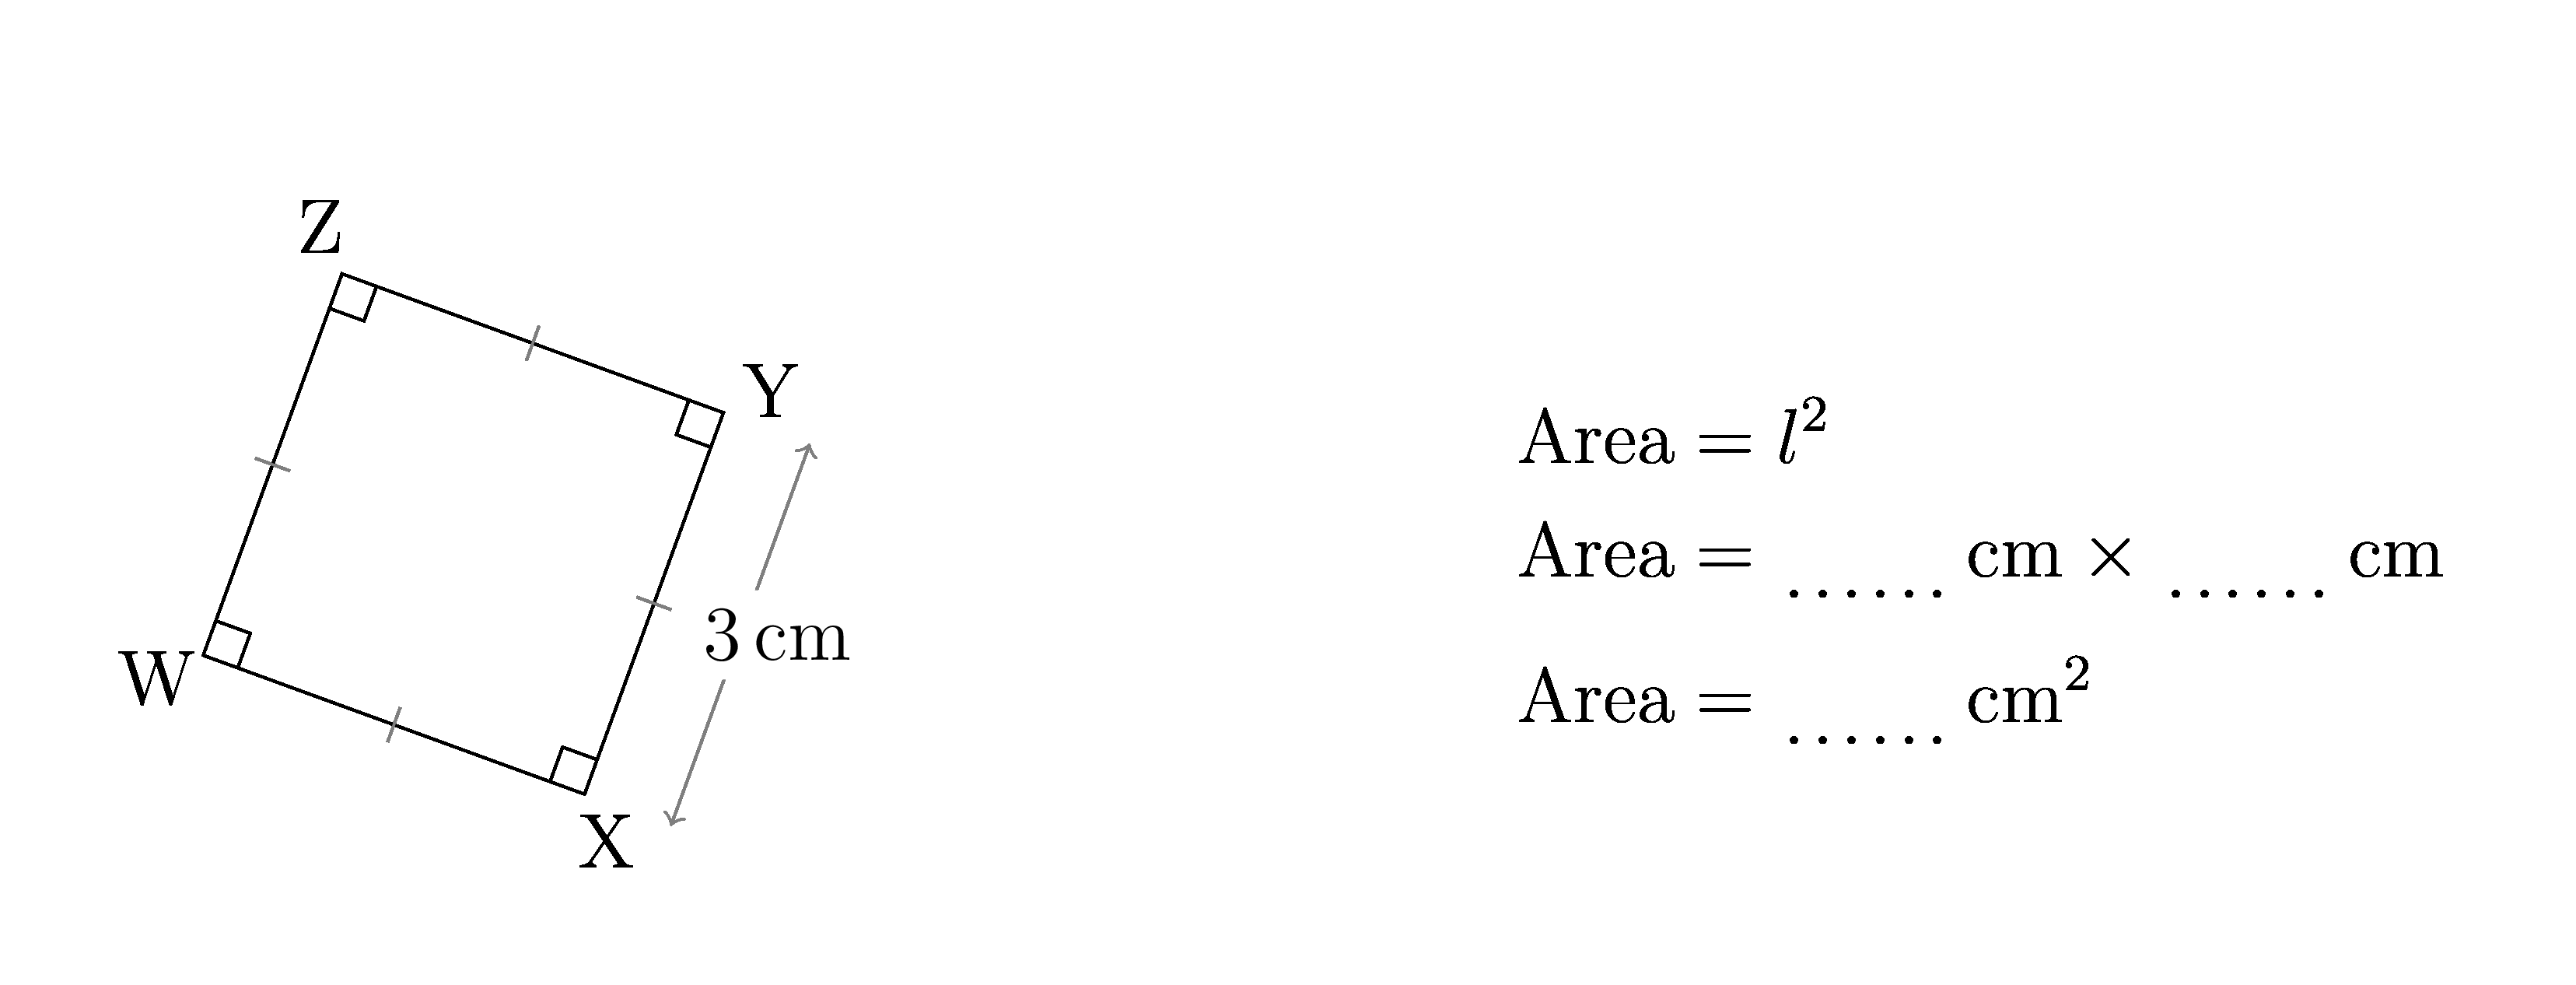 Z
Y
3 cm
W
X
Area = l²
Area = ...... cm × ...... cm
Area = ...... cm²